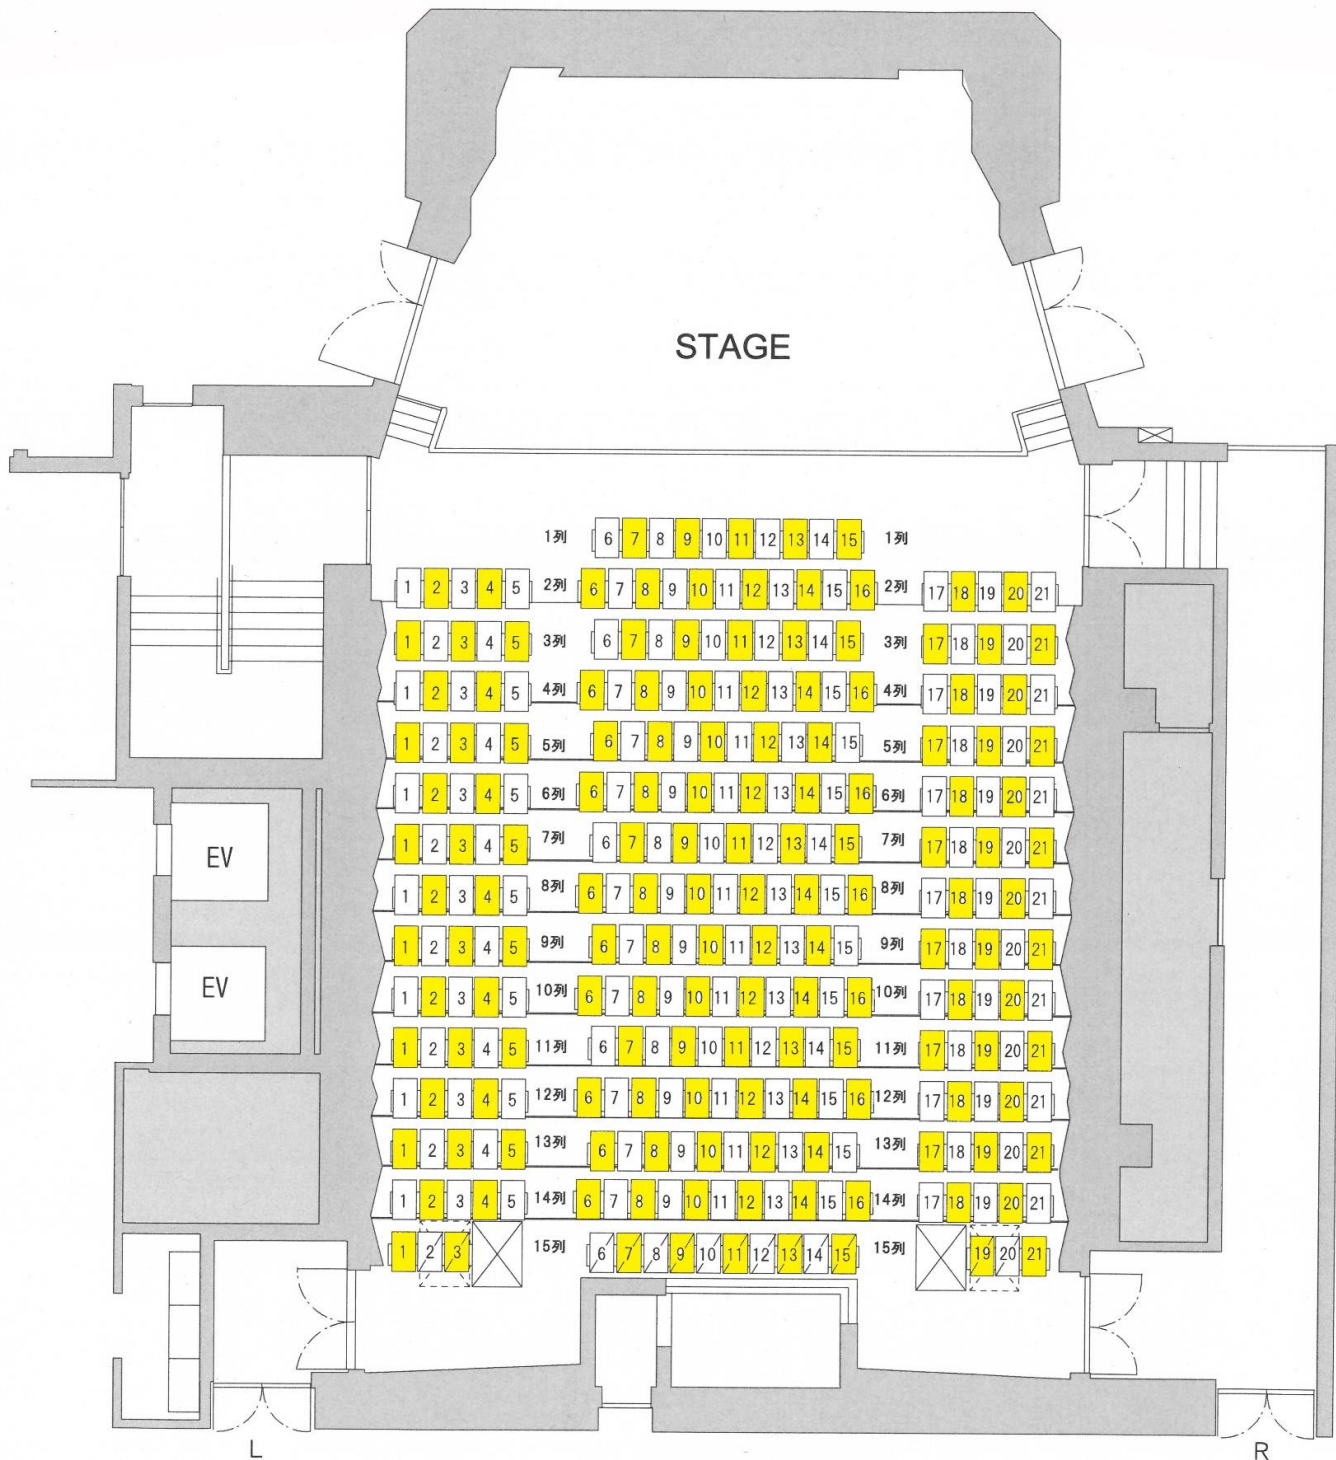 STAGE
1列 6 7 8 9 10 11 12 13 14 15 1列
1 2 3 4 5 2列 6 7 8 9 10 11 12 13 14 15 16 2列 17 18 19 20 21
1 2 3 4 5 3列 6 7 8 9 10 11 12 13 14 15 3列 17 18 19 20 21
1 2 3 4 5 4列 6 7 8 9 10 11 12 13 14 15 16 4列 17 18 19 20 21
1 2 3 4 5 5列 6 7 8 9 10 11 12 13 14 15 5列 17 18 19 20 21
1 2 3 4 5 6列 6 7 8 9 10 11 12 13 14 15 16 6列 17 18 19 20 21
1 2 3 4 5 7列 6 7 8 9 10 11 12 13 14 15 7列 17 18 19 20 21
EV
1 2 3 4 5 8列 6 7 8 9 10 11 12 13 14 15 16 8列 17 18 19 20 21
1 2 3 4 5 9列 6 7 8 9 10 11 12 13 14 15 9列 17 18 19 20 21
EV
1 2 3 4 5 10列 6 7 8 9 10 11 12 13 14 15 16 10列 17 18 19 20 21
1 2 3 4 5 11列 6 7 8 9 10 11 12 13 14 15 11列 17 18 19 20 21
1 2 3 4 5 12列 6 7 8 9 10 11 12 13 14 15 16 12列 17 18 19 20 21
1 2 3 4 5 13列 6 7 8 9 10 11 12 13 14 15 13列 17 18 19 20 21
1 2 3 4 5 14列 6 7 8 9 10 11 12 13 14 15 16 14列 17 18 19 20 21
1 2 3 15列 6 7 8 9 10 11 12 13 14 15 15列 19 20 21
L R